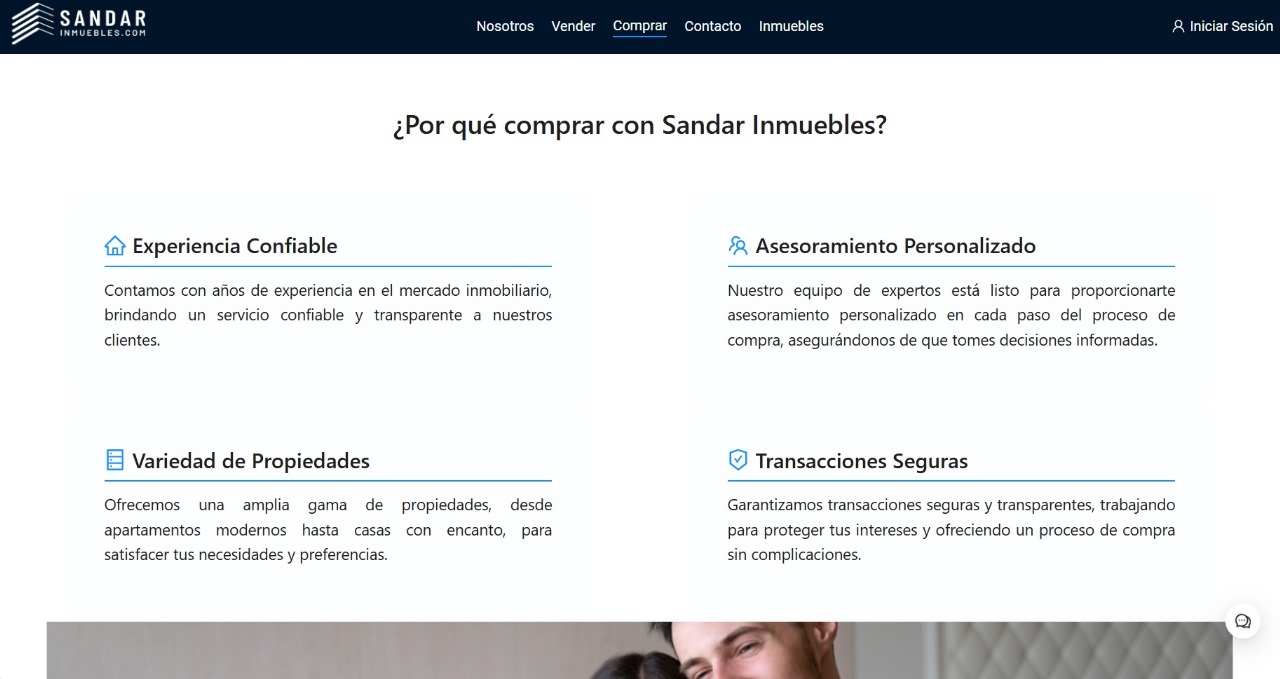 SANDAR
INMUEBLES.COM
Nosotros Vender Comprar Contacto Inmuebles
Iniciar Sesión
¿Por qué comprar con Sandar Inmuebles?
Experiencia Confiable
Contamos con años de experiencia en el mercado inmobiliario,
brindando un servicio confiable y transparente a nuestros
clientes.
Asesoramiento Personalizado
Nuestro equipo de expertos está listo para proporcionarte
asesoramiento personalizado en cada paso del proceso de
compra, asegurándonos de que tomes decisiones informadas.
Variedad de Propiedades
Ofrecemos una amplia gama de propiedades, desde
apartamentos modernos hasta casas con encanto, para
satisfacer tus necesidades y preferencias.
Transacciones Seguras
Garantizamos transacciones seguras y transparentes, trabajando
para proteger tus intereses y ofreciendo un proceso de compra
sin complicaciones.